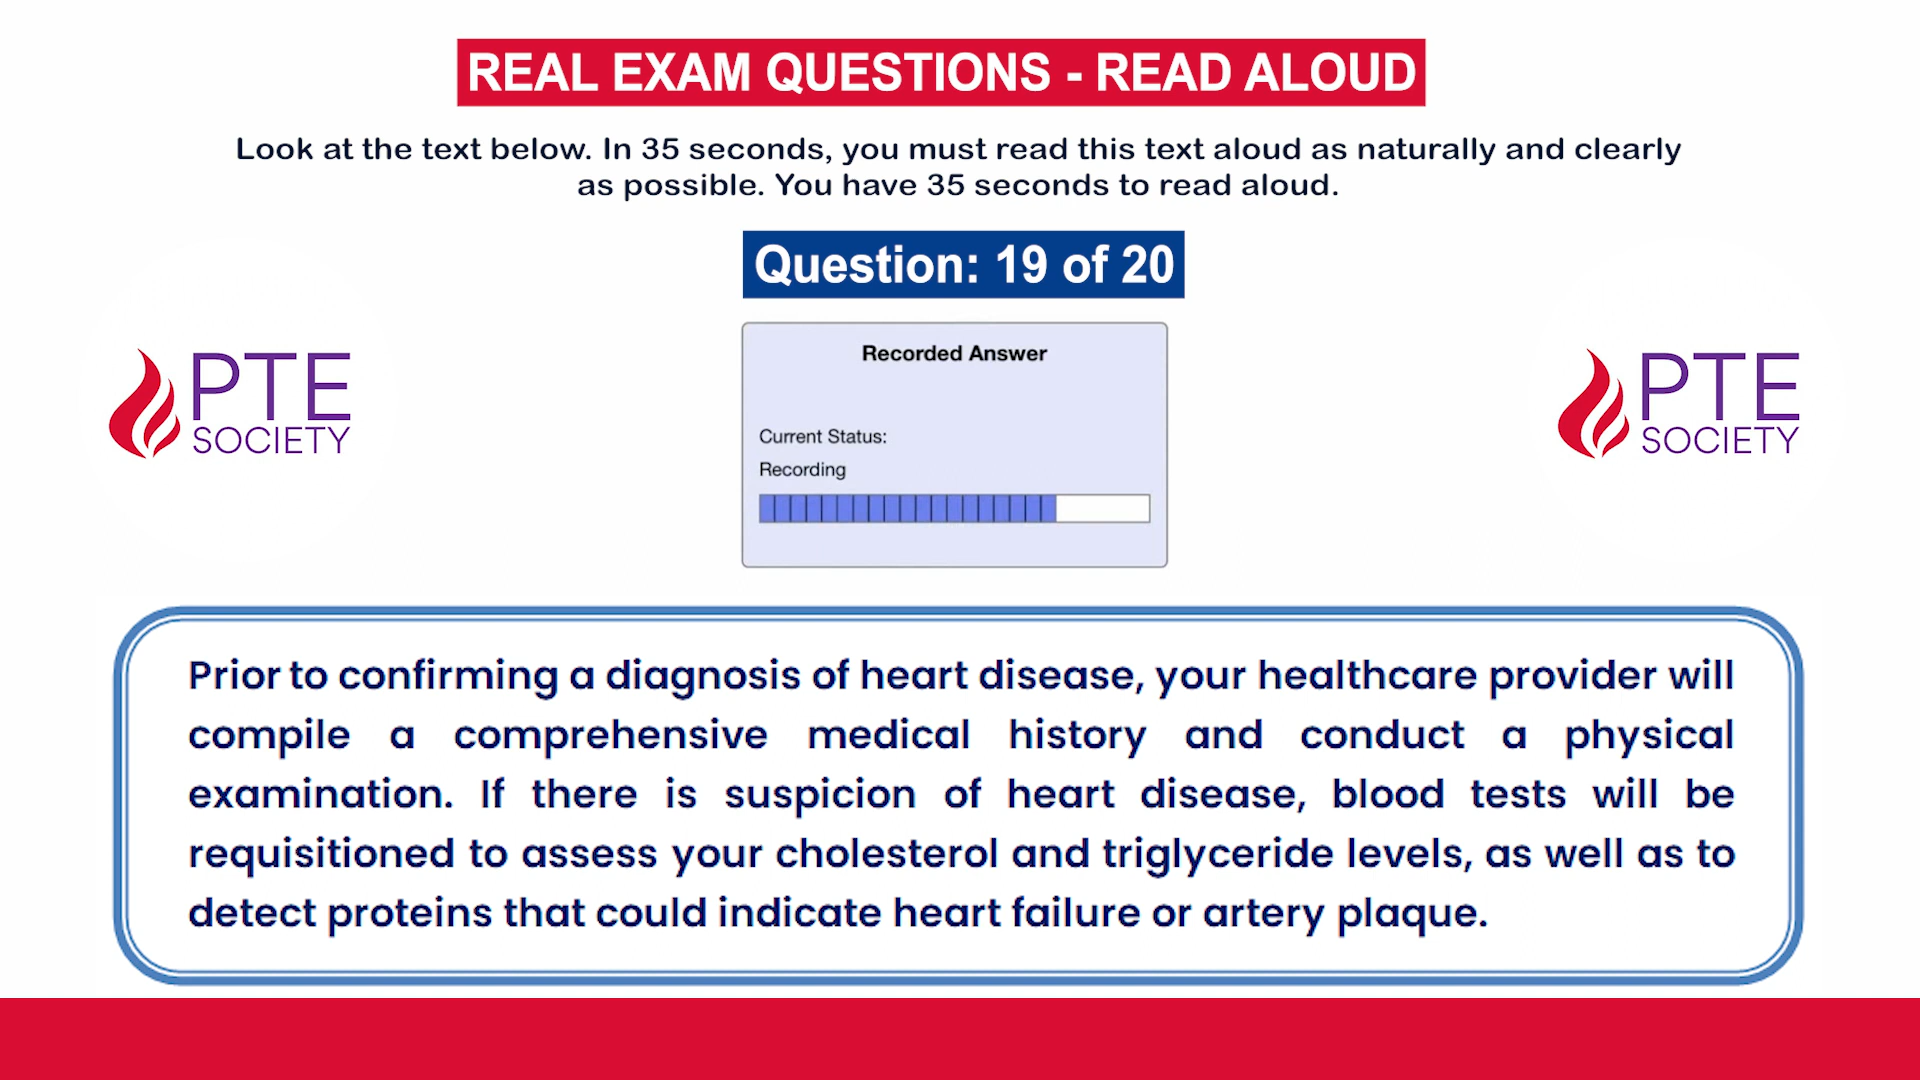 REAL EXAM QUESTIONS - READ ALOUD
Look at the text below. In 35 seconds, you must read this text aloud as naturally and clearly
as possible. You have 35 seconds to read aloud.
Question: 19 of 20
PTE
SOCIETY
Recorded Answer
Current Status:
Recording
PTE
SOCIETY
Prior to confirming a diagnosis of heart disease, your healthcare provider will
compile a comprehensive medical history and conduct a physical
examination. If there is suspicion of heart disease, blood tests will be
requisitioned to assess your cholesterol and triglyceride levels, as well as to
detect proteins that could indicate heart failure or artery plaque.